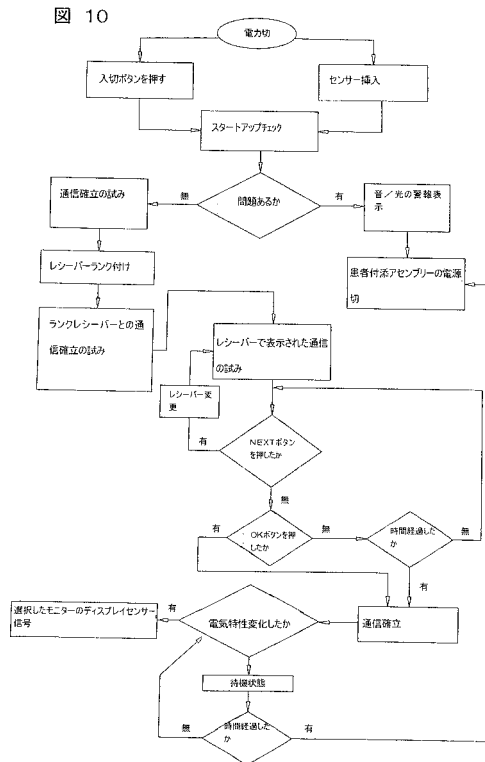 図 10
電力切
入切ボタンを押す
センサー挿入
スタートアップチェック
通信確立の試み
無
問題あるか
有
音／光の警報表
示
レシーバーランク付け
患者付添アセンブリーの電源
切
ランクレシーバーとの通
信確立の試み
レシーバーで表示された通信
の試み
レシーバー変
更
有
NEXTボタン
を押したか
無
有
OKボタンを押
したか
無
時間経過した
か
無
有
選択したモニターのディスプレイセンサー
信号
有
電気特性変化したか
通信確立
待機状態
無
時間経過した
か
有